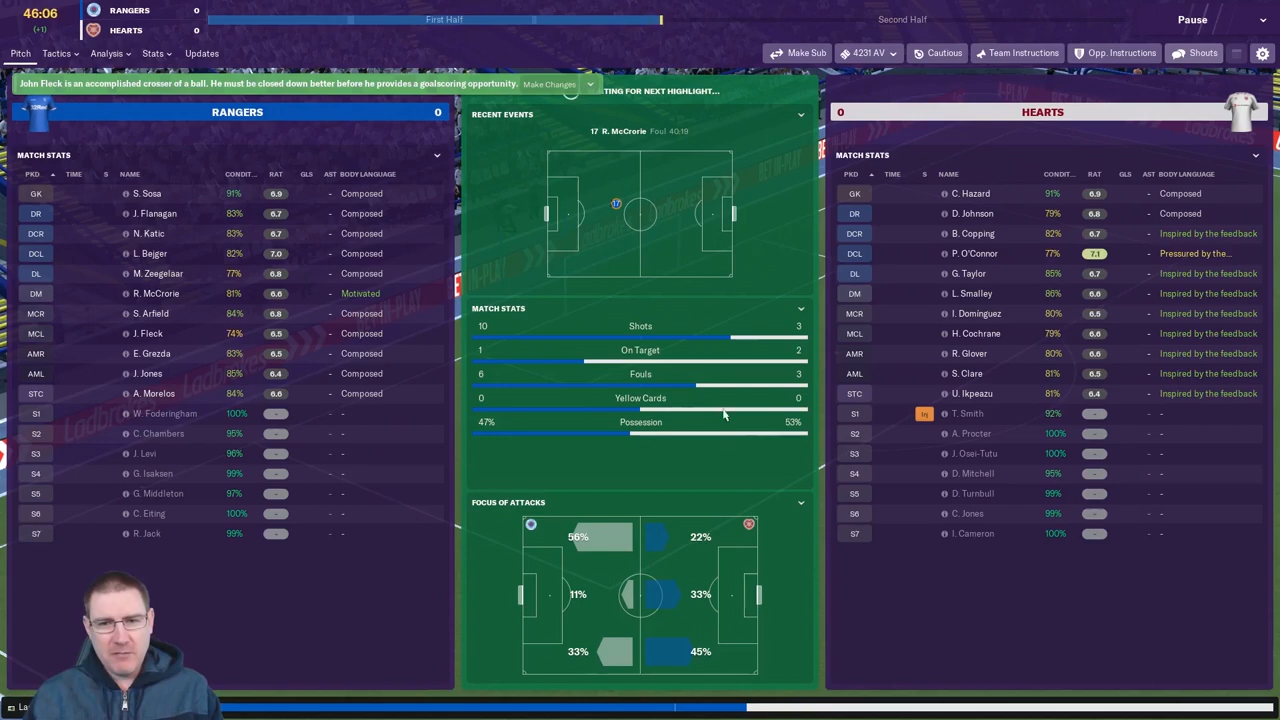 46:06
(+1)
RANGERS 0
HEARTS 0
First Half
Second Half
Pause
Pitch Tactics Analysis Stats Updates
Make Sub 4231 AV Cautious Team Instructions Opp. Instructions Shouts
John Fleck is an accomplished crosser of a ball. He must be closed down better before he provides a goalscoring opportunity. Make Changes
TING FOR NEXT HIGHLIGHT...
RANGERS 0
MATCH STATS
PKD TIME S NAME CONDIT... RAT GLS AST BODY LANGUAGE
GK S. Sosa 91% 6.9 - Composed
DR J. Flanagan 83% 6.7 - Composed
DCR N. Katic 83% 6.7 - Composed
DCL L. Bejger 82% 7.0 - Composed
DL M. Zeegelaar 77% 6.8 - Composed
DM R. McCrorie 81% 6.6 - Motivated
MCR S. Arfield 84% 6.8 - Composed
MCL J. Fleck 74% 6.5 - Composed
AMR E. Grezda 83% 6.5 - Composed
AML J. Jones 85% 6.4 - Composed
STC A. Morelos 84% 6.6 - Composed
S1 W. Foderingham 100% - - -
S2 C. Chambers 95% - - -
S3 J. Levi 96% - - -
S4 G. Isaksen 99% - - -
S5 G. Middleton 97% - - -
S6 C. Eiting 100% - - -
S7 R. Jack 99% - - -
RECENT EVENTS
17 R. McCrorie Foul 40:19
17
MATCH STATS
10 Shots 3
1 On Target 2
6 Fouls 3
0 Yellow Cards 0
47% Possession 53%
FOCUS OF ATTACKS
56% 22%
11% 33%
33% 45%
0 HEARTS
MATCH STATS
PKD TIME S NAME CONDIT... RAT GLS AST BODY LANGUAGE
GK C. Hazard 91% 6.9 - Composed
DR D. Johnson 79% 6.8 - Composed
DCR B. Copping 82% 6.7 - Inspired by the feedback
DCL P. O'Connor 77% 7.1 - Pressured by the...
DL G. Taylor 85% 6.7 - Inspired by the feedback
DM L. Smalley 86% 6.6 - Inspired by the feedback
MCR I. Domínguez 80% 6.5 - Inspired by the feedback
MCL H. Cochrane 79% 6.6 - Inspired by the feedback
AMR R. Glover 80% 6.6 - Inspired by the feedback
AML S. Clare 81% 6.5 - Inspired by the feedback
STC U. Ikpeazu 81% 6.4 - Inspired by the feedback
S1 Inj T. Smith 92% - - -
S2 A. Procter 100% - - -
S3 J. Osei-Tutu 100% - - -
S4 D. Mitchell 95% - - -
S5 D. Turnbull 99% - - -
S6 C. Jones 99% - - -
S7 I. Cameron 100% - - -
La